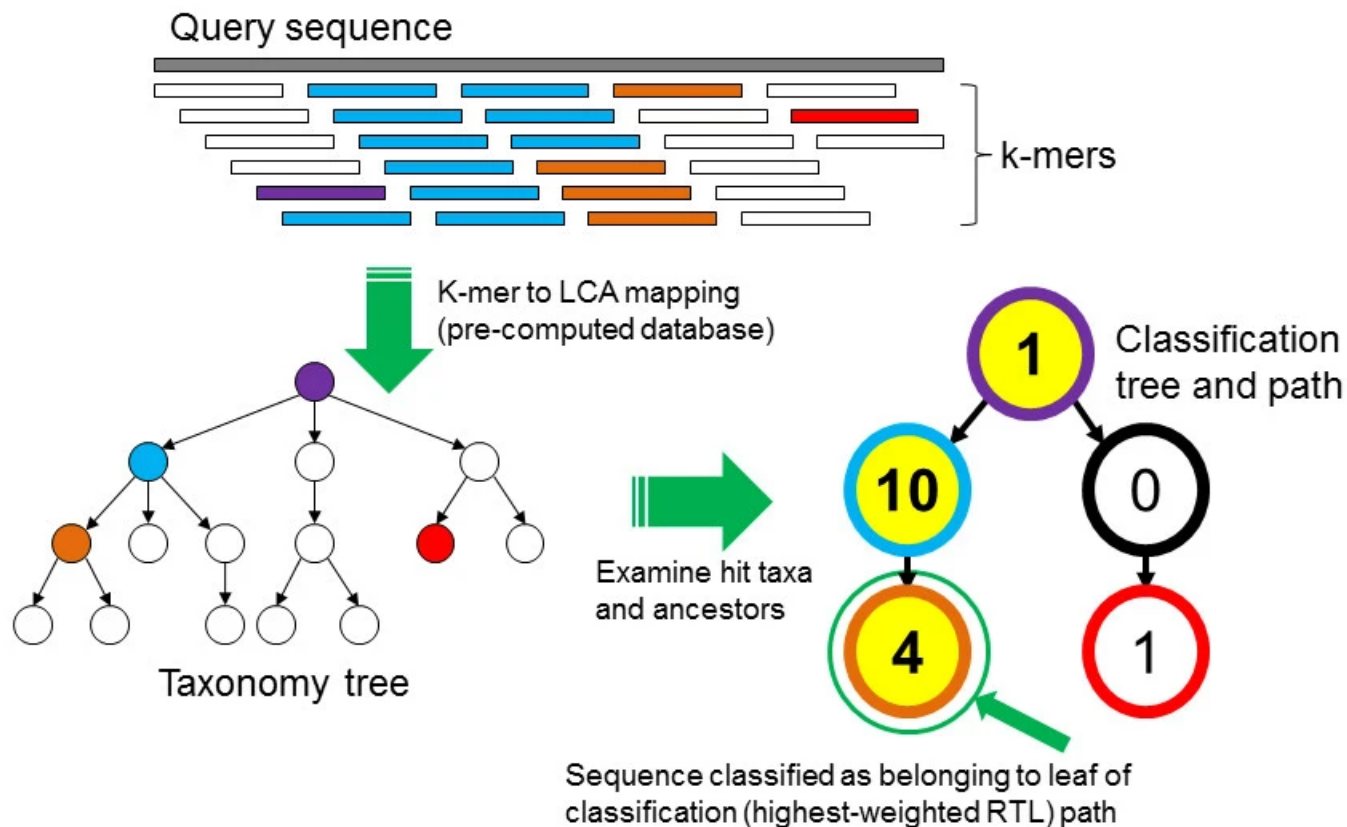 Query sequence
k-mers
K-mer to LCA mapping
(pre-computed database)
1
Classification
tree and path
10
0
Examine hit taxa
and ancestors
4
1
Taxonomy tree
Sequence classified as belonging to leaf of
classification (highest-weighted RTL) path